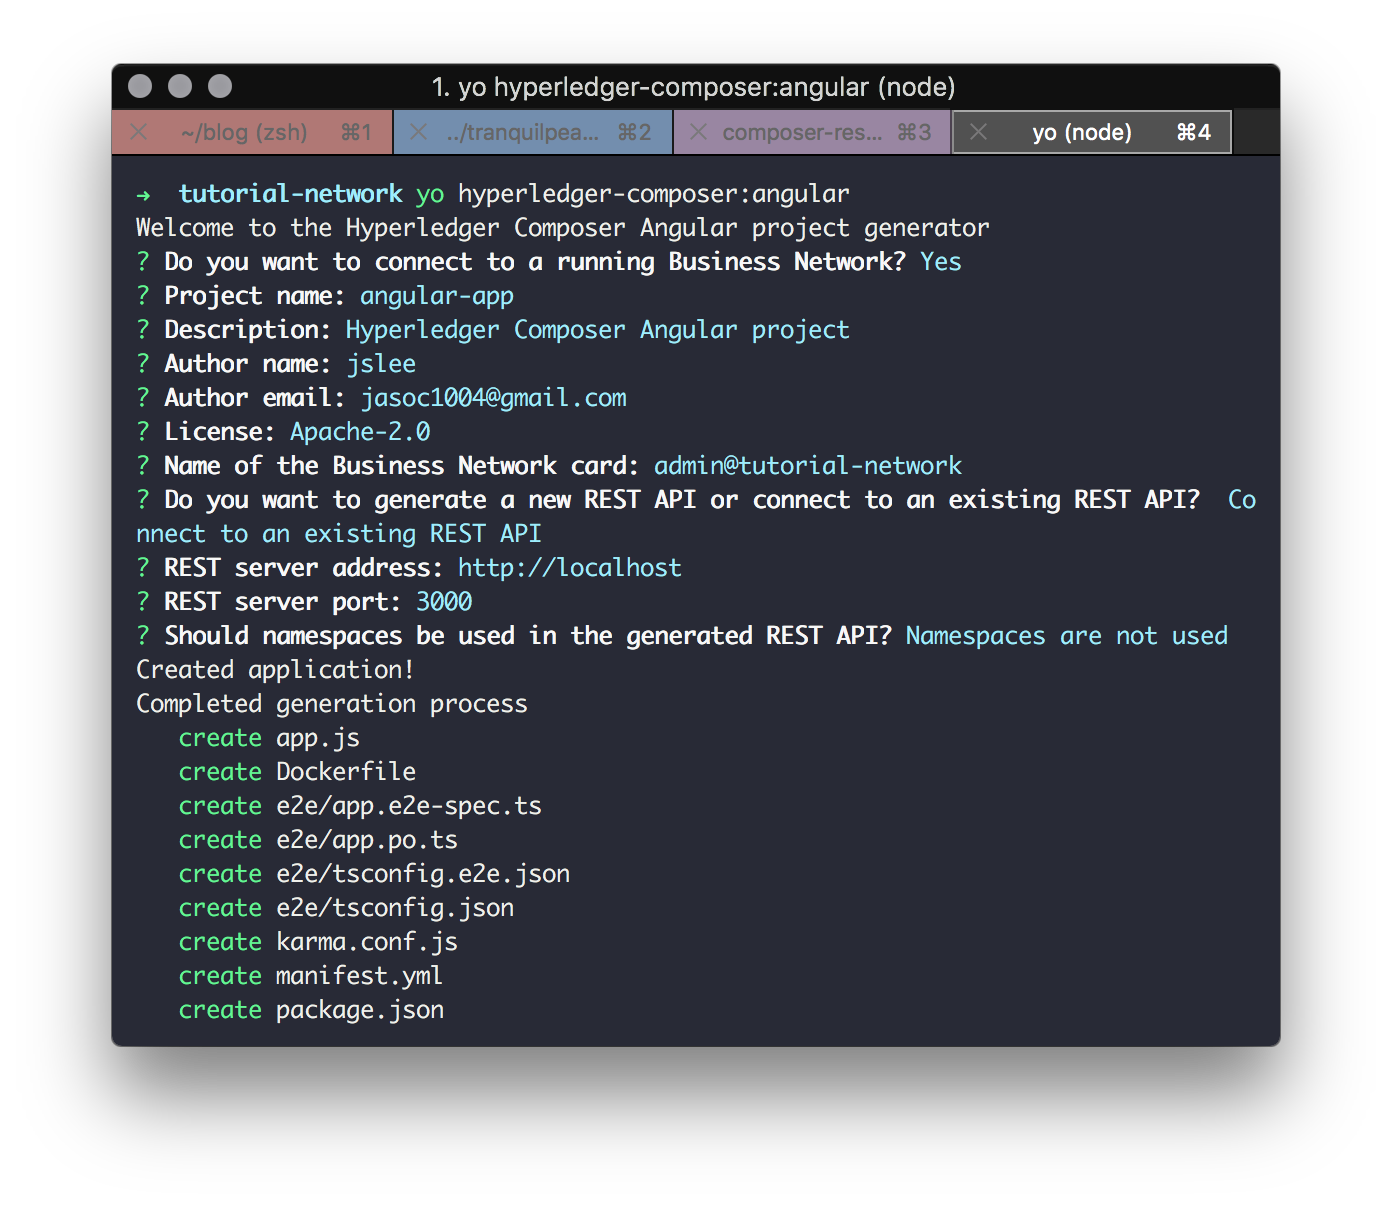 1. yo hyperledger-composer:angular (node)
~/blog (zsh) ⌘1 ../tranquilpea... ⌘2 composer-res... ⌘3 yo (node) ⌘4
➜ tutorial-network yo hyperledger-composer:angular
Welcome to the Hyperledger Composer Angular project generator
? Do you want to connect to a running Business Network? Yes
? Project name: angular-app
? Description: Hyperledger Composer Angular project
? Author name: jslee
? Author email: jasoc1004@gmail.com
? License: Apache-2.0
? Name of the Business Network card: admin@tutorial-network
? Do you want to generate a new REST API or connect to an existing REST API?  Co
nnect to an existing REST API
? REST server address: http://localhost
? REST server port: 3000
? Should namespaces be used in the generated REST API? Namespaces are not used
Created application!
Completed generation process
create app.js
create Dockerfile
create e2e/app.e2e-spec.ts
create e2e/app.po.ts
create e2e/tsconfig.e2e.json
create e2e/tsconfig.json
create karma.conf.js
create manifest.yml
create package.json